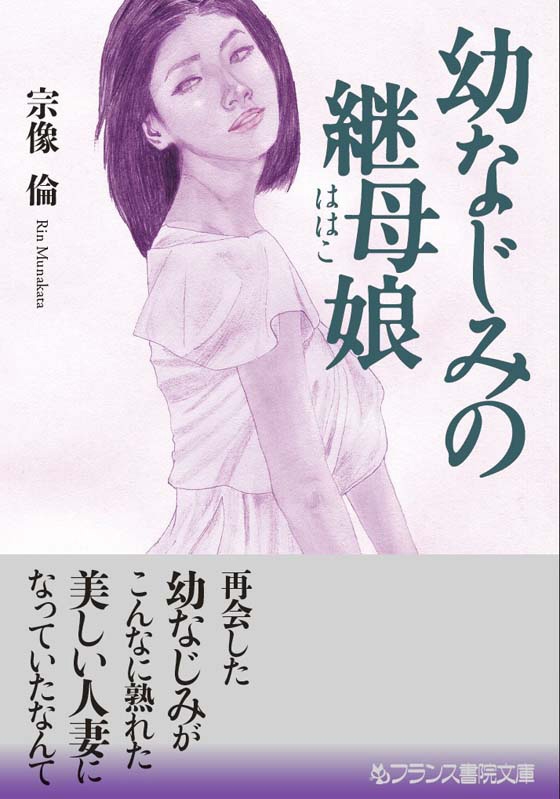 幼なじみの
継母娘
ははこ
宗像 倫
Rin Munakata
再会した
幼なじみが
こんなに熟れた
美しい人妻に
なっていたなんて
フランス書院文庫